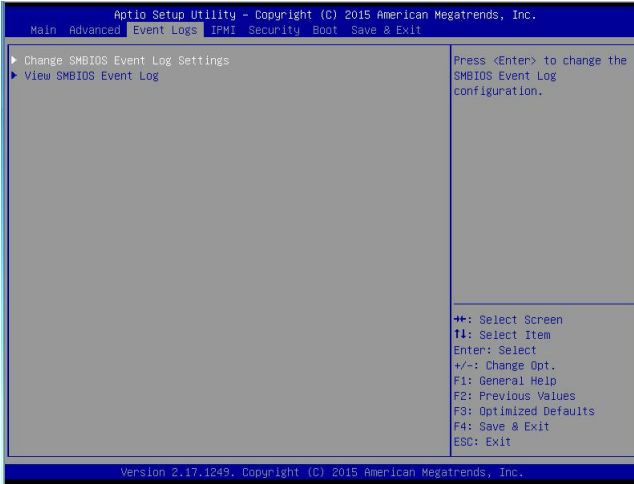 Aptio Setup Utility – Copyright (C) 2015 American Megatrends, Inc.
Main Advanced Event Logs IPMI Security Boot Save & Exit
▶ Change SMBIOS Event Log Settings
▶ View SMBIOS Event Log
Press <Enter> to change the
SMBIOS Event Log
configuration.
→←: Select Screen
↑↓: Select Item
Enter: Select
+/-: Change Opt.
F1: General Help
F2: Previous Values
F3: Optimized Defaults
F4: Save & Exit
ESC: Exit
Version 2.17.1249. Copyright (C) 2015 American Megatrends, Inc.